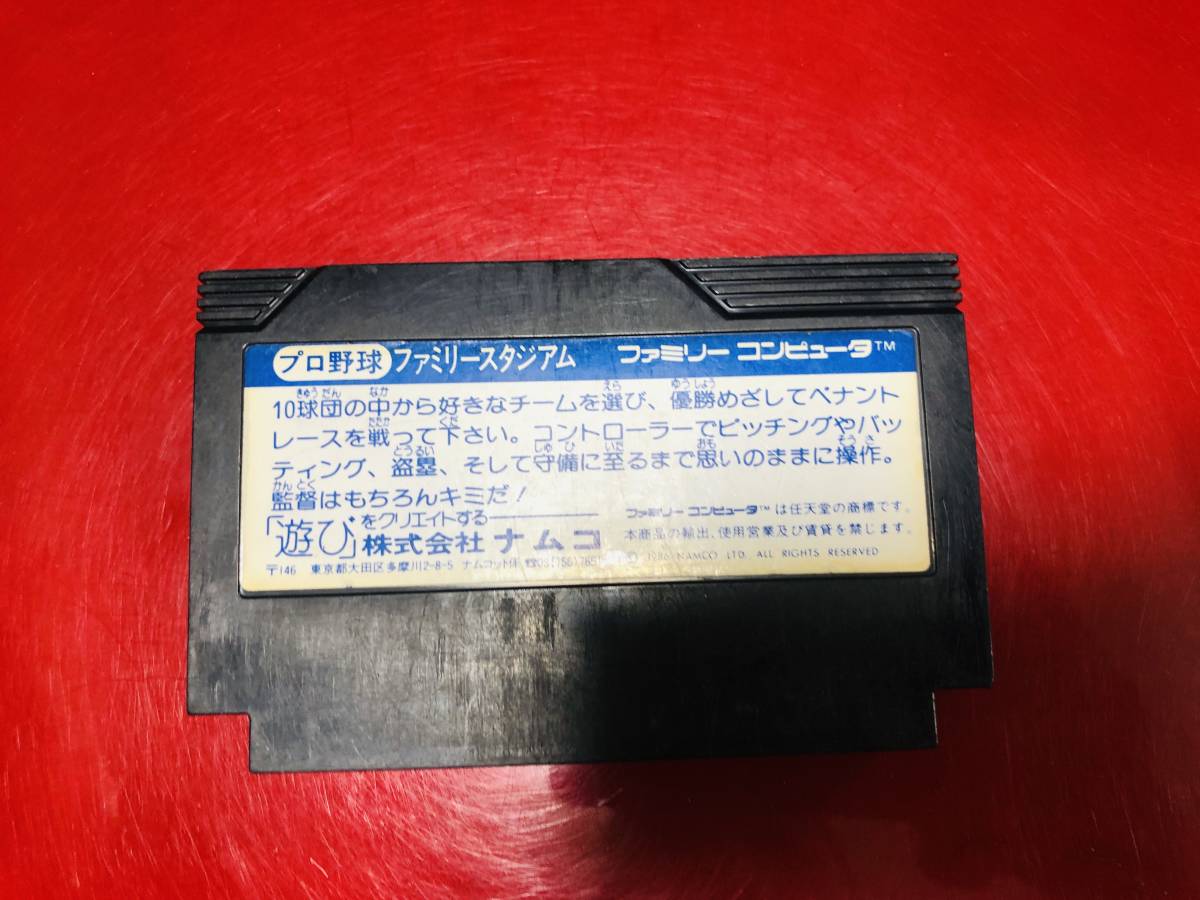 プロ野球 ファミリースタジアム ファミリー コンピュータ™
10球団の中から好きなチームを選び、優勝めざしてペナント
レースを戦って下さい。コントローラーでピッチングやバッ
ティング、盗塁、そして守備に至るまで思いのままに操作。
監督はもちろんキミだ!
「遊び」をクリエイトする
株式会社 ナムコ
〒146 東京都大田区多摩川2-8-5
ファミリー コンピュータ™は任天堂の商標です。
本商品の輸出、使用営業及び賃貸を禁じます。
1986 NAMCO LTD., ALL RIGHTS RESERVED